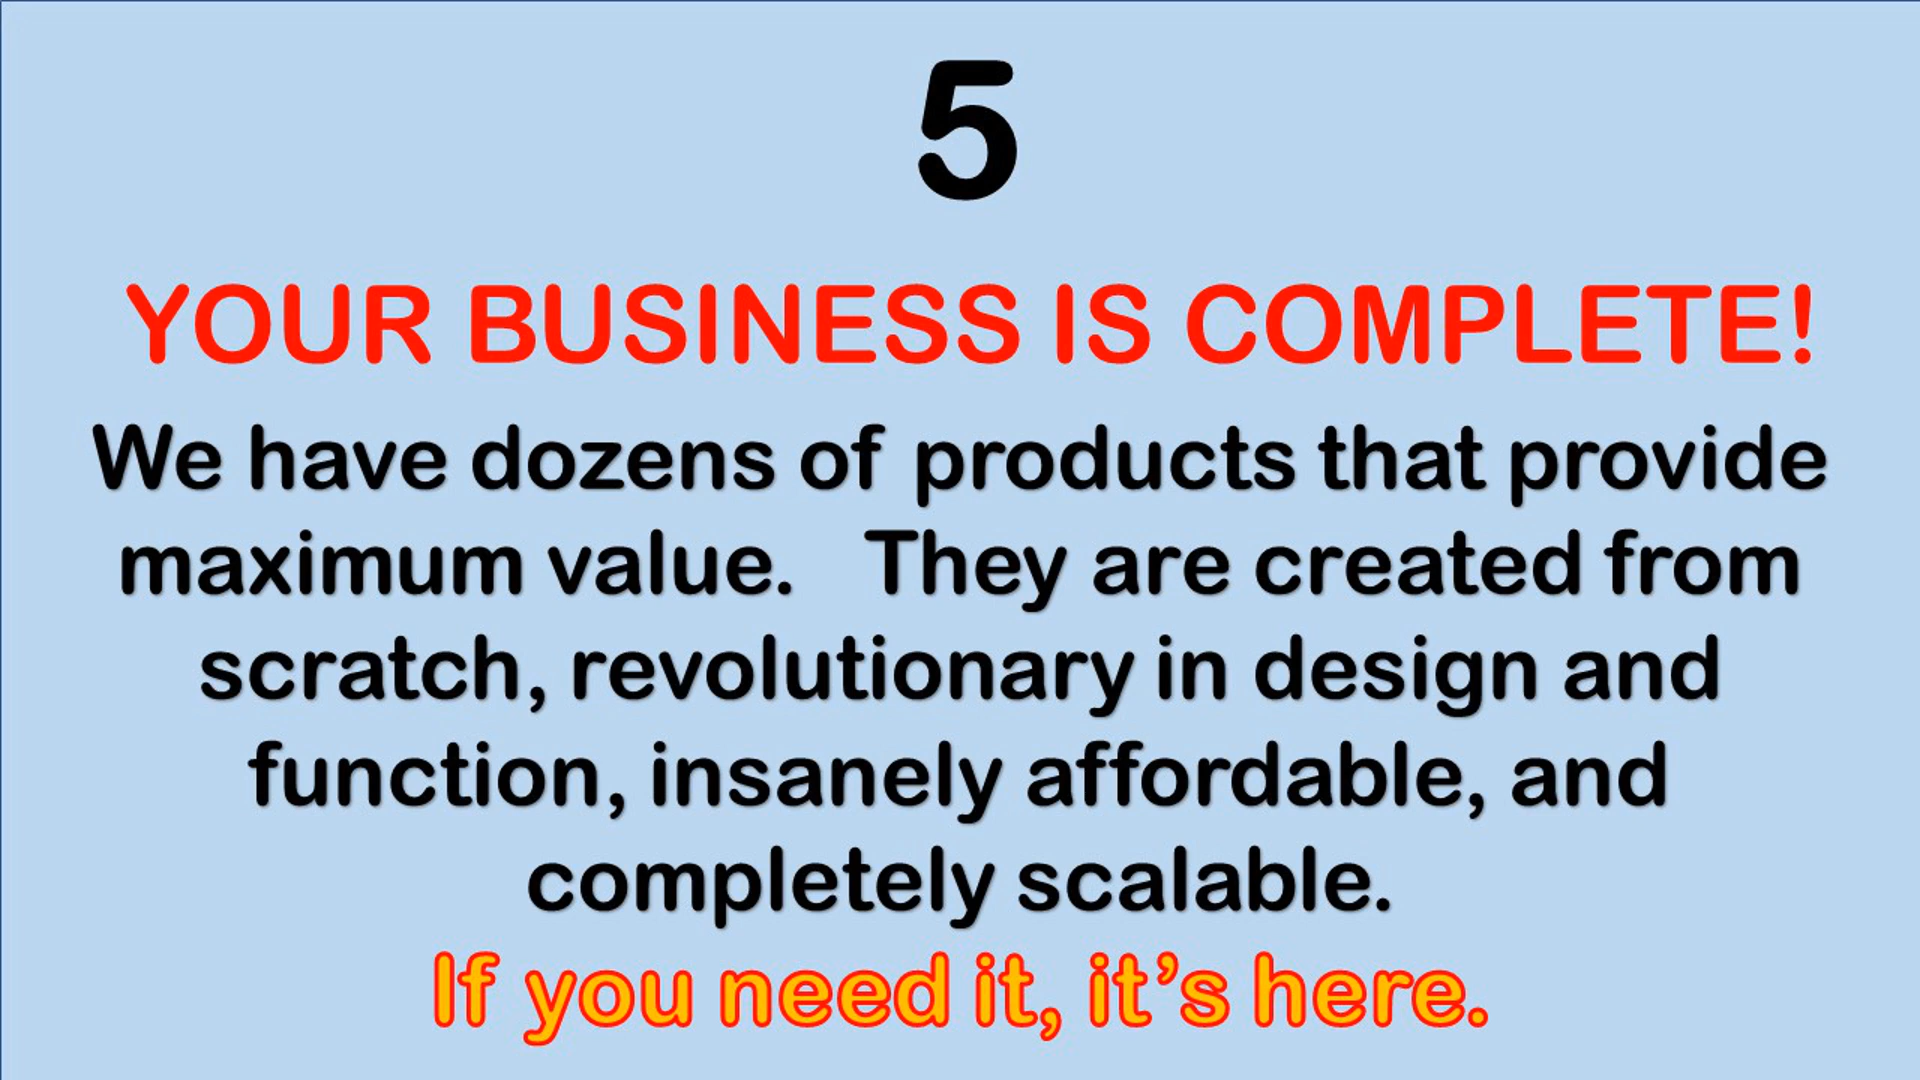 5
YOUR BUSINESS IS COMPLETE!
We have dozens of products that provide
maximum value.   They are created from
scratch, revolutionary in design and
function, insanely affordable, and
completely scalable.
If you need it, it’s here.